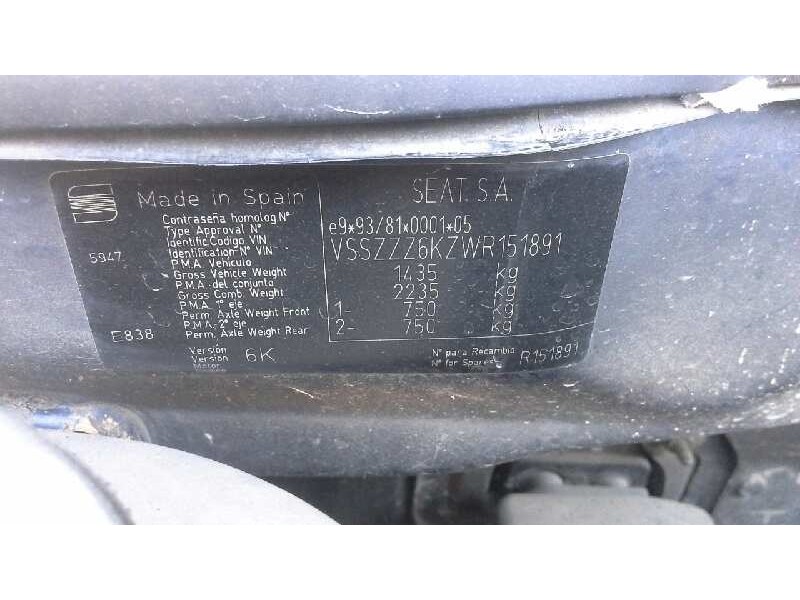 Made in Spain SEAT. S.A.
Contraseña homolog Nº
Type Approval Nº e9*93/81*0001*05
Identific Codigo VIN
Identification Nº VIN VSSZZZ6KZWR151891
5947
P.M.A. Vehículo
Gross Vehicle Weight 1435 kg
P.M.A. del conjunto
Gross Comb. Weight 2235 kg
P.M.A. 1º eje
Perm. Axle Weight Front 1- 750 kg
P.M.A. 2º eje
Perm. Axle Weight Rear 2- 750 kg
E838
Versión
Versión 6K
Motor
Nº para Recambio
Nº for Spares R151891